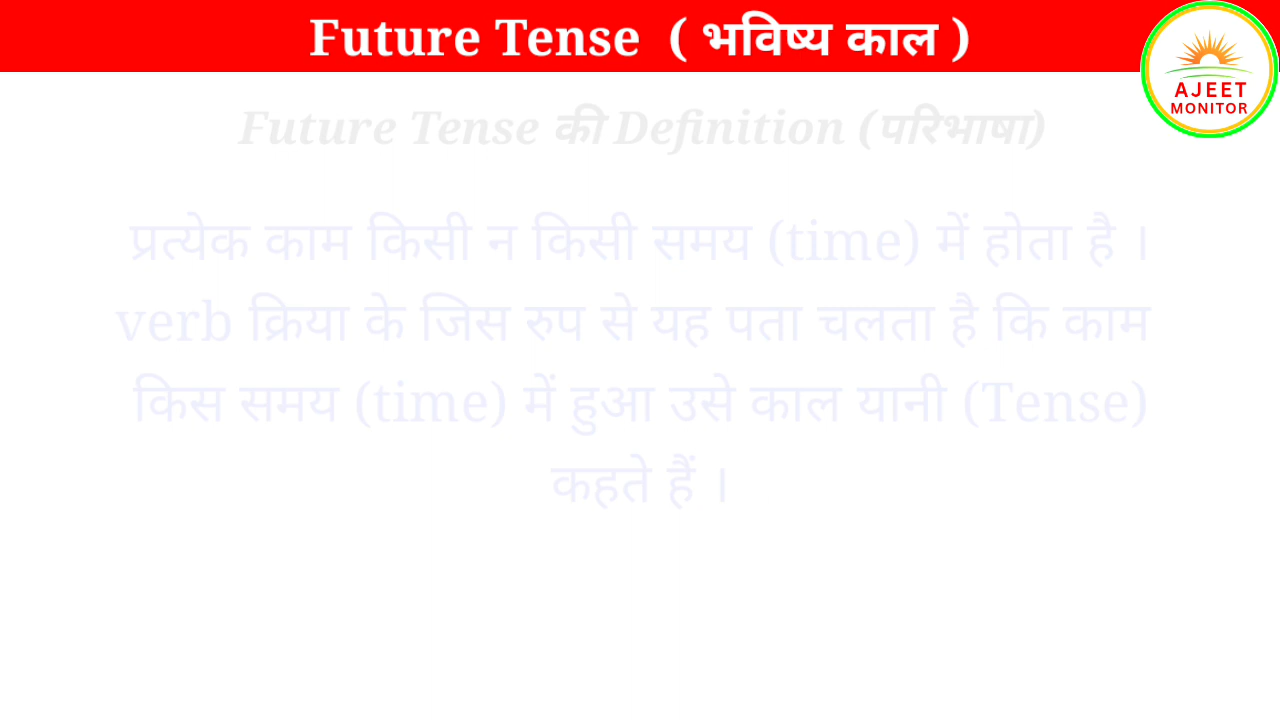 Future Tense ( भविष्य काल )
AJEET
MONITOR
Future Tense की Definition (परिभाषा)
प्रत्येक काम किसी न किसी समय (time) में होता है ।
verb क्रिया के जिस रुप से यह पता चलता है कि काम
किस समय (time) में हुआ उसे काल यानी (Tense)
कहते हैं ।